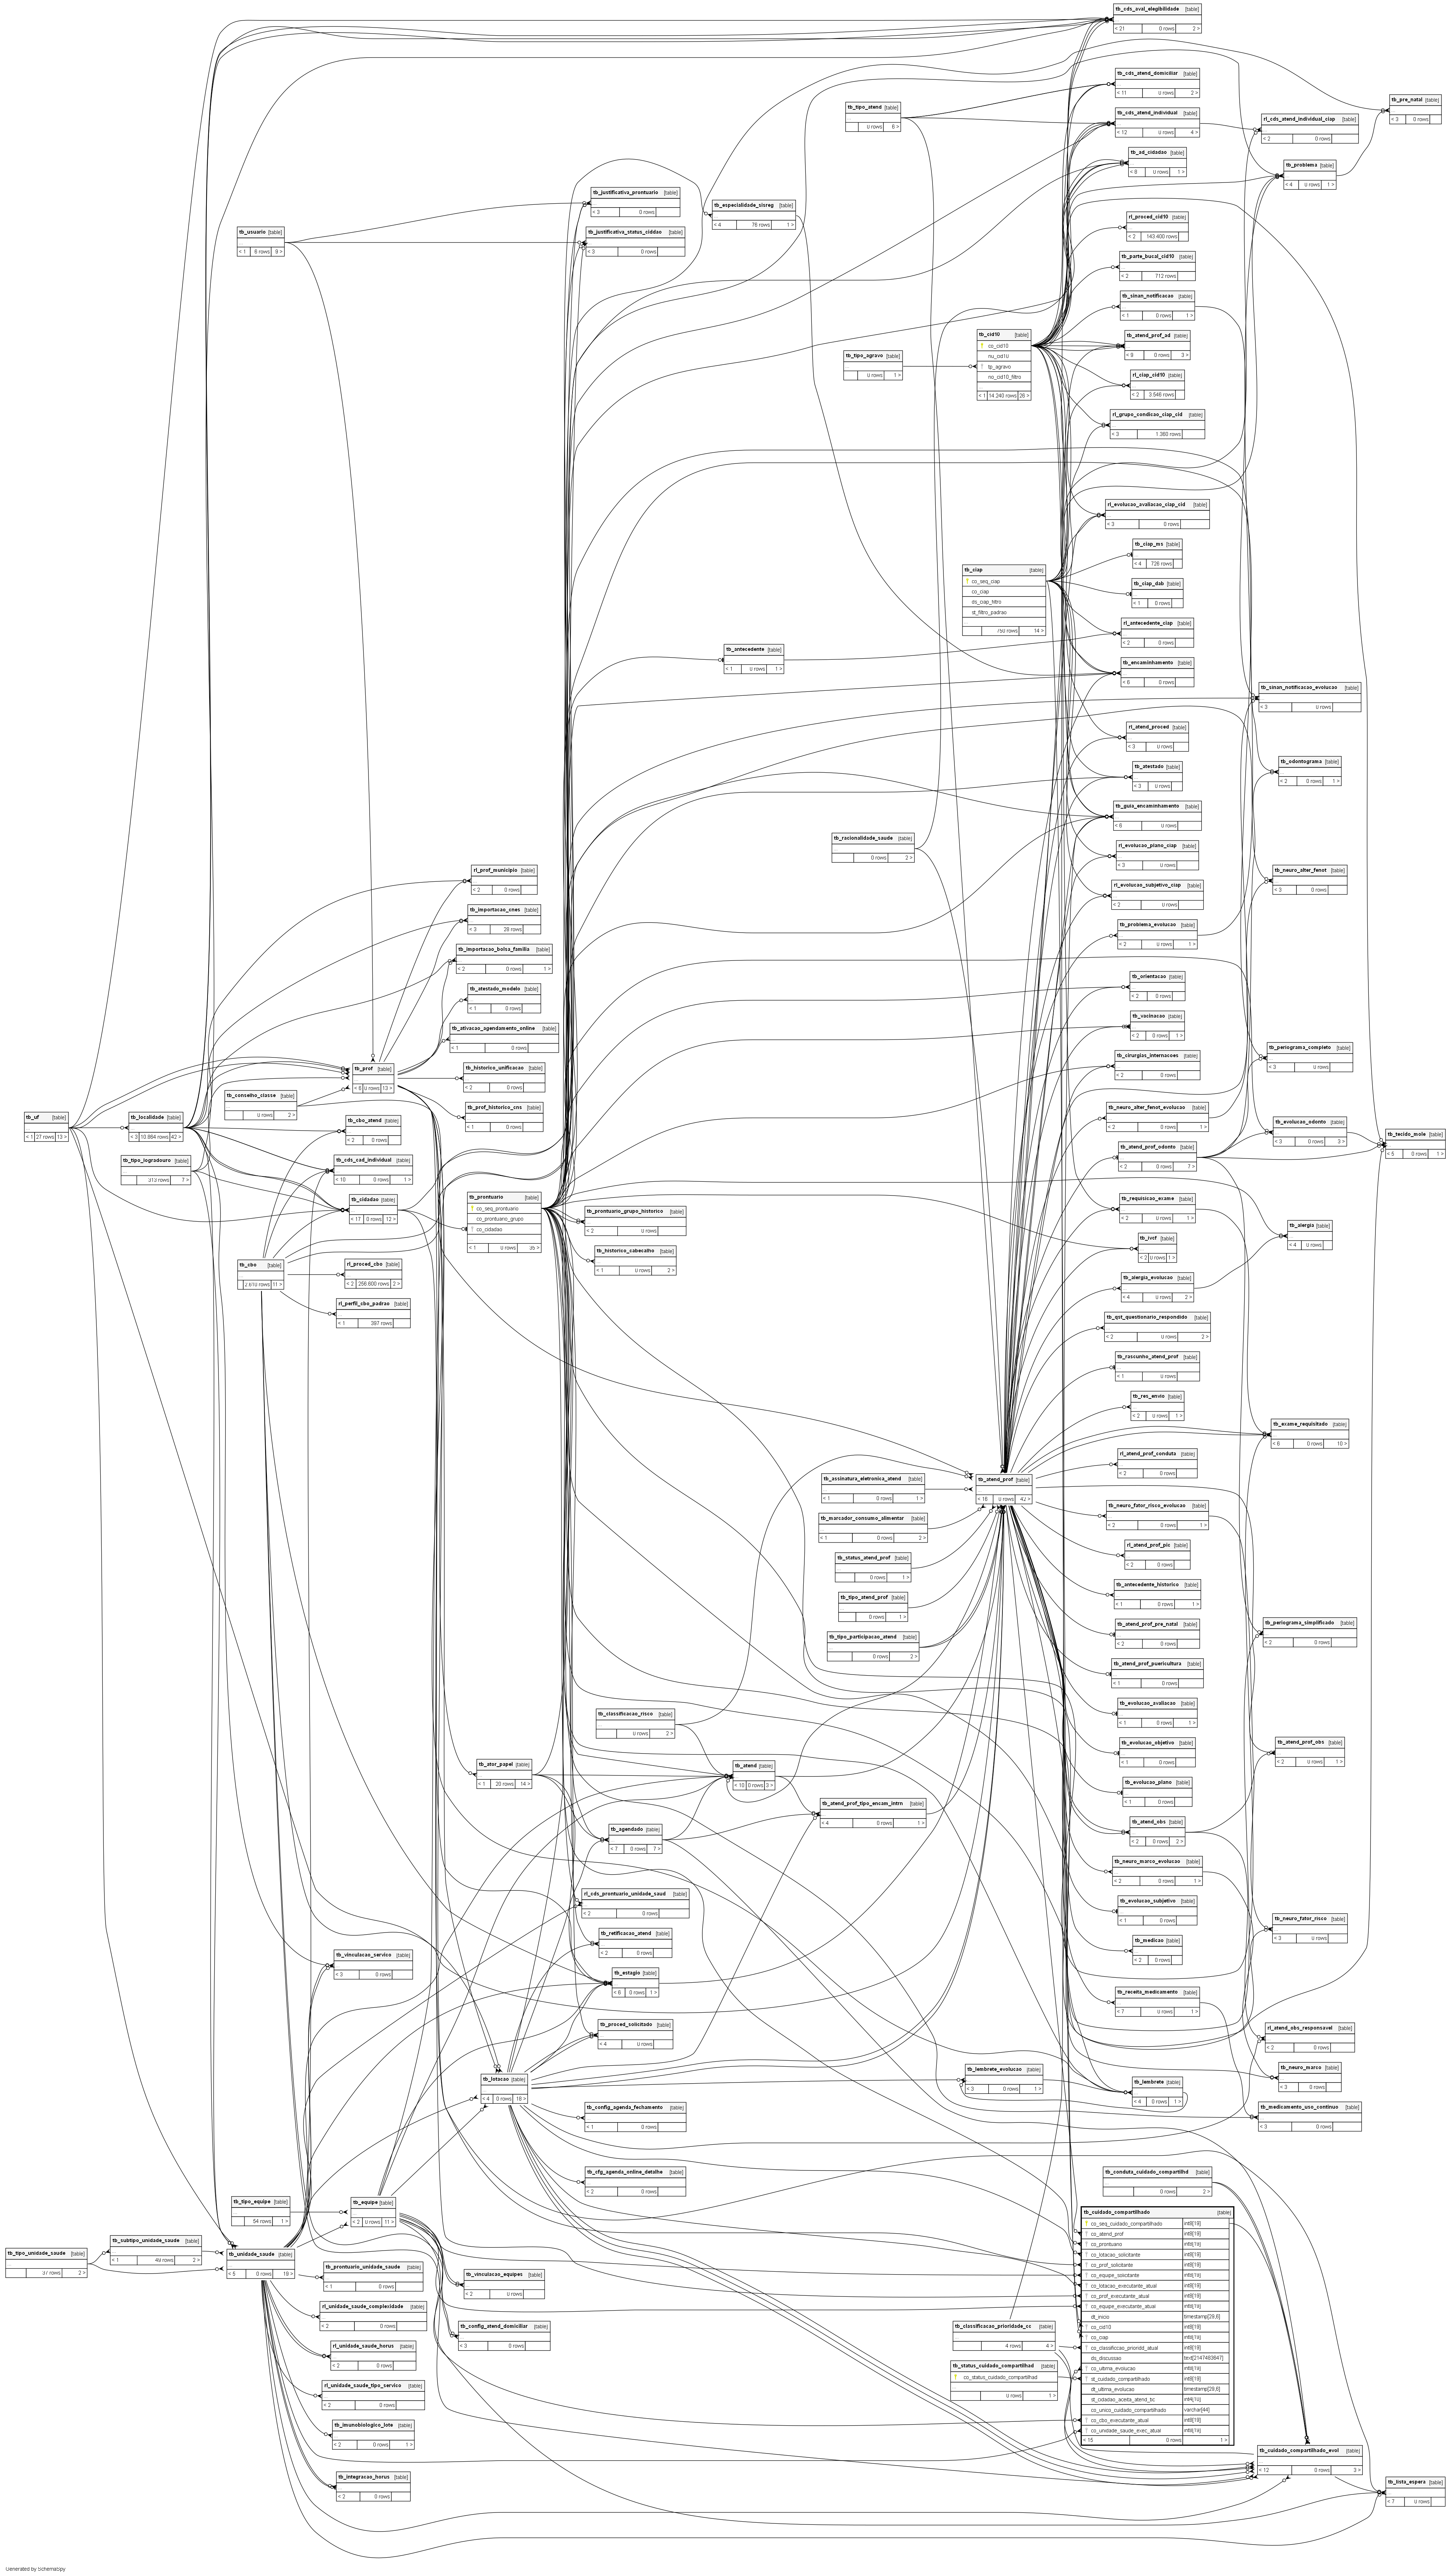 tb_cds_aval_elegibilidade [table]
...
< 21 0 rows 2 >
tb_cds_atend_domiciliar [table]
...
< 11 0 rows 2 >
tb_tipo_atend [table]
...
0 rows 6 >
tb_cds_atend_individual [table]
...
< 12 0 rows 4 >
rl_cds_atend_individual_ciap [table]
...
< 2 0 rows
tb_pre_natal [table]
...
< 3 0 rows
tb_ad_cidadao [table]
...
< 8 0 rows 1 >
tb_problema [table]
...
< 4 0 rows 1 >
tb_justificativa_prontuario [table]
...
< 3 0 rows
tb_especialidade_sisreg [table]
...
< 4 76 rows 1 >
tb_usuario [table]
...
< 1 6 rows 8 >
tb_justificativa_status_ciddao [table]
...
< 3 0 rows
rl_proced_cid10 [table]
...
< 2 143.400 rows
tb_parte_bucal_cid10 [table]
...
< 2 712 rows
tb_sinan_notificacao [table]
...
< 1 0 rows 1 >
tb_cid10 [table]
co_cid10
nu_cid10
tp_agravo
no_cid10_filtro
...
< 1 14.240 rows 26 >
tb_atend_prof_ad [table]
...
< 9 0 rows 3 >
tb_tipo_agravo [table]
...
0 rows 1 >
rl_ciap_cid10 [table]
...
< 2 3.546 rows
rl_grupo_condicao_ciap_cid [table]
...
< 3 1.380 rows
rl_evolucao_avaliacao_ciap_cid [table]
...
< 3 0 rows
tb_ciap_ms [table]
...
< 4 726 rows
tb_ciap [table]
co_seq_ciap
co_ciap
ds_ciap_filtro
st_filtro_padrao
...
750 rows 14 >
tb_ciap_dab [table]
...
< 1 0 rows
rl_antecedente_ciap [table]
...
< 2 0 rows
tb_antecedente [table]
...
< 1 0 rows 1 >
tb_encaminhamento [table]
...
< 6 0 rows
tb_sinan_notificacao_evolucao [table]
...
< 3 0 rows
rl_atend_proced [table]
...
< 3 0 rows
tb_atestado [table]
...
< 3 0 rows
tb_odontograma [table]
...
< 2 0 rows 1 >
tb_guia_encaminhamento [table]
...
< 6 0 rows
tb_racionalidade_saude [table]
...
0 rows 2 >
rl_evolucao_plano_ciap [table]
...
< 3 0 rows
rl_evolucao_subjetivo_ciap [table]
...
< 2 0 rows
tb_neuro_alter_fenot [table]
...
< 3 0 rows
rl_prof_municipio [table]
...
< 2 0 rows
tb_importacao_cnes [table]
...
< 3 28 rows
tb_problema_evolucao [table]
...
< 2 0 rows 1 >
tb_importacao_bolsa_familia [table]
...
< 2 0 rows 1 >
tb_orientacao [table]
...
< 2 0 rows
tb_atestado_modelo [table]
...
< 1 0 rows
tb_vacinacao [table]
...
< 2 0 rows 1 >
tb_ativacao_agendamento_online [table]
...
< 1 0 rows
tb_periograma_completo [table]
...
< 3 0 rows
tb_prof [table]
...
< 6 0 rows 13 >
tb_historico_unificacao [table]
...
< 2 0 rows
tb_cirurgias_internacoes [table]
...
< 2 0 rows
tb_conselho_classe [table]
...
0 rows 2 >
tb_prof_historico_cns [table]
...
< 1 0 rows
tb_neuro_alter_fenot_evolucao [table]
...
< 2 0 rows 1 >
tb_uf [table]
...
< 1 27 rows 13 >
tb_localidade [table]
...
< 3 10.864 rows 42 >
tb_cbo_atend [table]
...
< 2 0 rows
tb_evolucao_odonto [table]
...
< 3 0 rows 3 >
tb_tecido_mole [table]
...
< 5 0 rows 1 >
tb_tipo_logradouro [table]
...
313 rows 7 >
tb_cds_cad_individual [table]
...
< 10 0 rows 1 >
tb_atend_prof_odonto [table]
...
< 2 0 rows 7 >
tb_cidadao [table]
...
< 17 0 rows 12 >
tb_prontuario [table]
co_seq_prontuario
co_prontuario_grupo
co_cidadao
...
< 1 0 rows 35 >
tb_prontuario_grupo_historico [table]
...
< 2 0 rows
tb_requisicao_exame [table]
...
< 2 0 rows 1 >
tb_alergia [table]
...
< 4 0 rows
tb_historico_cabecalho [table]
...
< 1 0 rows 2 >
tb_ivcf [table]
...
< 2 0 rows 1 >
tb_cbo [table]
...
2.610 rows 11 >
rl_proced_cbo [table]
...
< 2 256.600 rows 2 >
tb_alergia_evolucao [table]
...
< 4 0 rows 2 >
rl_perfil_cbo_padrao [table]
...
< 1 397 rows
tb_qst_questionario_respondido [table]
...
< 2 0 rows 2 >
tb_rascunho_atend_prof [table]
...
< 1 0 rows
tb_res_envio [table]
...
< 2 0 rows 1 >
tb_exame_requisitado [table]
...
< 6 0 rows 10 >
rl_atend_prof_conduta [table]
...
< 2 0 rows
tb_assinatura_eletronica_atend [table]
...
< 1 0 rows 1 >
tb_atend_prof [table]
...
< 16 0 rows 42 >
tb_neuro_fator_risco_evolucao [table]
...
< 2 0 rows 1 >
tb_marcador_consumo_alimentar [table]
...
< 1 0 rows 2 >
rl_atend_prof_pic [table]
...
< 2 0 rows
tb_status_atend_prof [table]
...
0 rows 1 >
tb_antecedente_historico [table]
...
< 1 0 rows 1 >
tb_tipo_atend_prof [table]
...
0 rows 1 >
tb_atend_prof_pre_natal [table]
...
< 2 0 rows
tb_periograma_simplificado [table]
...
< 2 0 rows
tb_tipo_participacao_atend [table]
...
0 rows 2 >
tb_atend_prof_puericultura [table]
...
< 1 0 rows
tb_evolucao_avaliacao [table]
...
< 1 0 rows 1 >
tb_classificacao_risco [table]
...
0 rows 2 >
tb_evolucao_objetivo [table]
...
< 1 0 rows
tb_atend_prof_obs [table]
...
< 2 0 rows 1 >
tb_ator_papel [table]
...
< 1 20 rows 14 >
tb_atend [table]
...
< 10 0 rows 3 >
tb_evolucao_plano [table]
...
< 1 0 rows
tb_atend_prof_tipo_encam_intrn [table]
...
< 4 0 rows 1 >
tb_atend_obs [table]
...
< 2 0 rows 2 >
tb_agendado [table]
...
< 7 0 rows 7 >
tb_neuro_marco_evolucao [table]
...
< 2 0 rows 1 >
rl_cds_prontuario_unidade_saud [table]
...
< 2 0 rows
tb_evolucao_subjetivo [table]
...
< 1 0 rows
tb_neuro_fator_risco [table]
...
< 3 0 rows
tb_retificacao_atend [table]
...
< 2 0 rows
tb_medicao [table]
...
< 2 0 rows
tb_vinculacao_servico [table]
...
< 3 0 rows
tb_estagio [table]
...
< 6 0 rows 1 >
tb_receita_medicamento [table]
...
< 7 0 rows 1 >
tb_proced_solicitado [table]
...
< 4 0 rows
rl_atend_obs_responsavel [table]
...
< 2 0 rows
tb_lotacao [table]
...
< 4 0 rows 18 >
tb_lembrete_evolucao [table]
...
< 3 0 rows 1 >
tb_lembrete [table]
...
< 4 0 rows 1 >
tb_neuro_marco [table]
...
< 3 0 rows
tb_config_agenda_fechamento [table]
...
< 1 0 rows
tb_medicamento_uso_continuo [table]
...
< 3 0 rows
tb_cfg_agenda_online_detalhe [table]
...
< 2 0 rows
tb_conduta_cuidado_compartilhd [table]
...
0 rows 2 >
tb_tipo_equipe [table]
...
54 rows 1 >
tb_equipe [table]
...
< 2 0 rows 11 >
tb_cuidado_compartilhado [table]
co_seq_cuidado_compartilhado int8[19]
co_atend_prof int8[19]
co_prontuario int8[19]
co_lotacao_solicitante int8[19]
co_prof_solicitante int8[19]
co_equipe_solicitante int8[19]
co_lotacao_executante_atual int8[19]
co_prof_executante_atual int8[19]
co_equipe_executante_atual int8[19]
dt_inicio timestamp[29,6]
co_cid10 int8[19]
co_ciap int8[19]
co_classificcao_priordd_atual int8[19]
ds_discussao text[2147483647]
co_ultima_evolucao int8[19]
st_cuidado_compartilhado int8[19]
dt_ultima_evolucao timestamp[29,6]
st_cidadao_aceita_atend_tic int4[10]
co_unico_cuidado_compartilhado varchar[44]
co_cbo_executante_atual int8[19]
co_unidade_saude_exec_atual int8[19]
< 15 0 rows 1 >
tb_tipo_unidade_saude [table]
...
37 rows 2 >
tb_subtipo_unidade_saude [table]
...
< 1 49 rows 2 >
tb_unidade_saude [table]
...
< 5 0 rows 19 >
tb_prontuario_unidade_saude [table]
...
< 1 0 rows
tb_vinculacao_equipes [table]
...
< 2 0 rows
rl_unidade_saude_complexidade [table]
...
< 2 0 rows
tb_config_atend_domiciliar [table]
...
< 3 0 rows
tb_classificacao_prioridade_cc [table]
...
4 rows 4 >
rl_unidade_saude_horus [table]
...
< 2 0 rows
tb_status_cuidado_compartilhad [table]
co_status_cuidado_compartilhad
...
0 rows 1 >
rl_unidade_saude_tipo_servico [table]
...
< 2 0 rows
tb_imunobiologico_lote [table]
...
< 2 0 rows 1 >
tb_cuidado_compartilhado_evol [table]
...
< 12 0 rows 3 >
tb_integracao_horus [table]
...
< 2 0 rows
tb_lista_espera [table]
...
< 7 0 rows
Generated by SchemaSpy